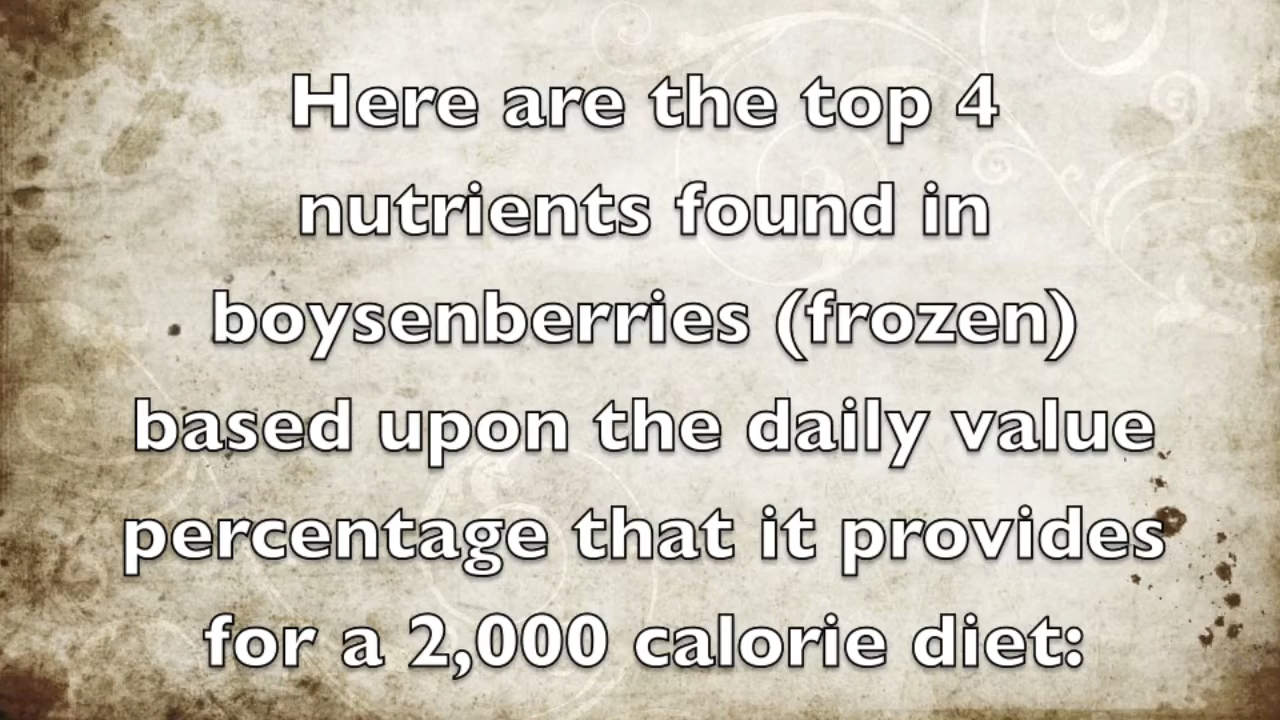 Here are the top 4
nutrients found in
boysenberries (frozen)
based upon the daily value
percentage that it provides
for a 2,000 calorie diet: